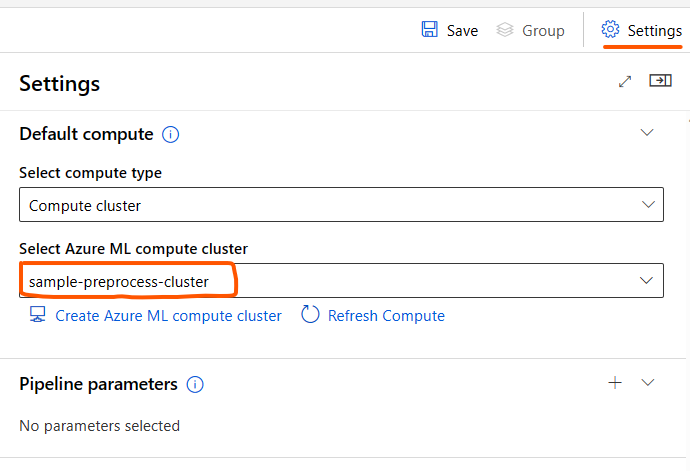 Save Group Settings
Settings
Default compute
Select compute type
Compute cluster
Select Azure ML compute cluster
sample-preprocess-cluster
Create Azure ML compute cluster Refresh Compute
Pipeline parameters
No parameters selected